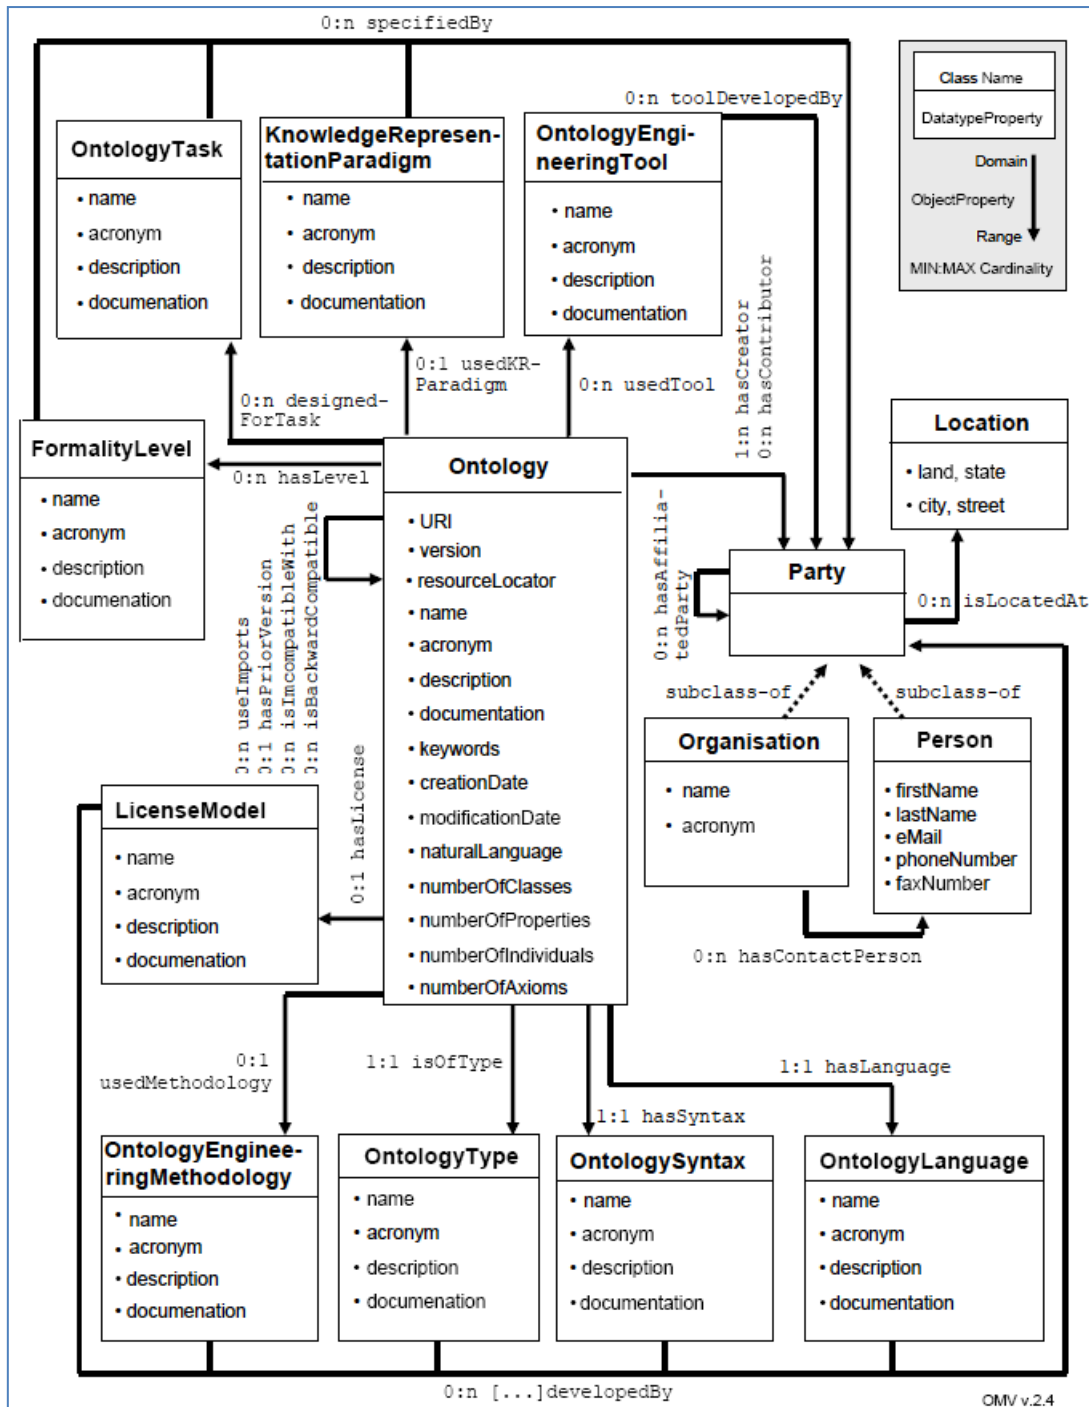 0:n specifiedBy
Class Name
DatatypeProperty
Domain
ObjectProperty
Range
MIN:MAX Cardinality
0:n toolDevelopedBy
OntologyTask
• name
• acronym
• description
• documenation
KnowledgeRepresen-
tationParadigm
• name
• acronym
• description
• documentation
OntologyEngi-
neeringTool
• name
• acronym
• description
• documentation
1:n hasCreator
0:n hasContributor
0:n designed-
ForTask
0:1 usedKR-
Paradigm
0:n usedTool
FormalityLevel
• name
• acronym
• description
• documenation
0:n hasLevel
Ontology
• URI
• version
• resourceLocator
• name
• acronym
• description
• documentation
• keywords
• creationDate
• modificationDate
• naturalLanguage
• numberOfClasses
• numberOfProperties
• numberOfIndividuals
• numberOfAxioms
Location
• land, state
• city, street
0:n useImports
0:1 hasPriorVersion
0:n isImcompatibleWith
0:n isBackwardCompatible
0:n hasAffilia-
tedParty
Party
0:n isLocatedAt
subclass-of
subclass-of
Organisation
• name
• acronym
Person
• firstName
• lastName
• eMail
• phoneNumber
• faxNumber
0:n hasContactPerson
LicenseModel
• name
• acronym
• description
• documenation
0:1 hasLicense
0:1
usedMethodology
1:1 isOfType
1:1 hasSyntax
1:1 hasLanguage
OntologyEnginee-
ringMethodology
• name
• acronym
• description
• documenation
OntologyType
• name
• acronym
• description
• documenation
OntologySyntax
• name
• acronym
• description
• documentation
OntologyLanguage
• name
• acronym
• description
• documentation
0:n [...]developedBy
OMV v.2.4